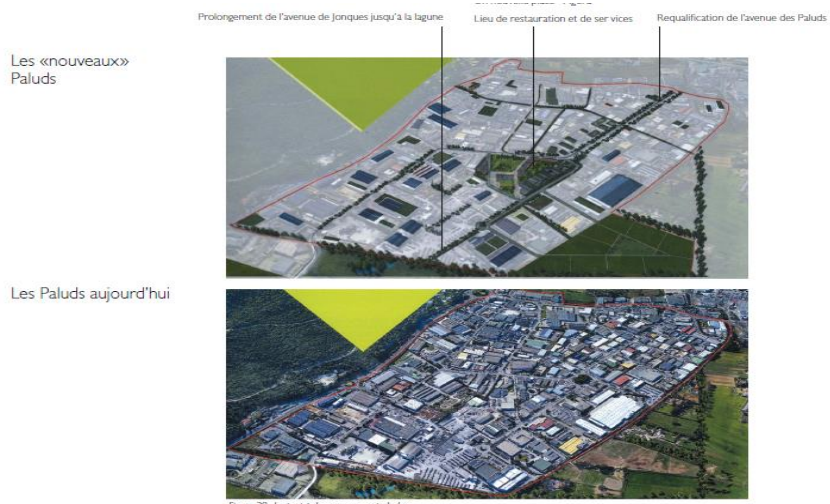 Prolongement de l'avenue de Jonques jusqu'à la lagune
Lieu de restauration et de ser vices
Requalification de l'avenue des Paluds
Les «nouveaux»
Paluds
Les Paluds aujourd'hui